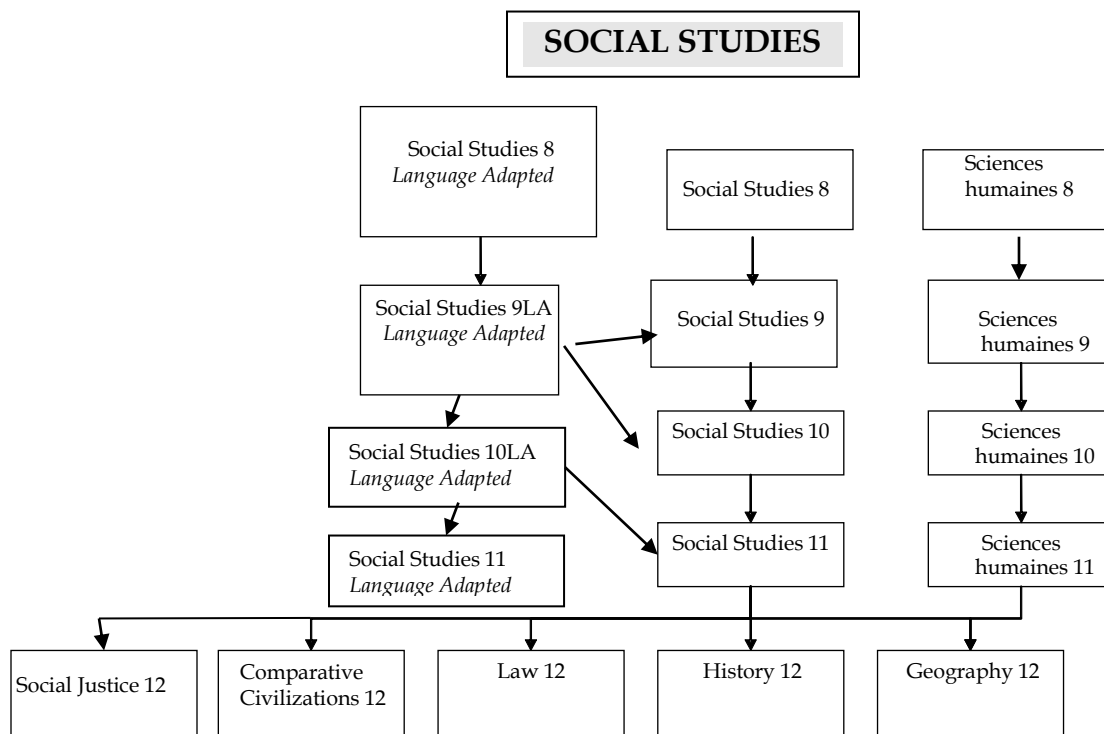 SOCIAL STUDIES
Social Studies 8
Language Adapted
Social Studies 8
Sciences
humaines 8
Social Studies 9LA
Language Adapted
Social Studies 9
Sciences
humaines 9
Social Studies 10LA
Language Adapted
Social Studies 10
Sciences
humaines 10
Social Studies 11
Language Adapted
Social Studies 11
Sciences
humaines 11
Social Justice 12
Comparative
Civilizations 12
Law 12
History 12
Geography 12